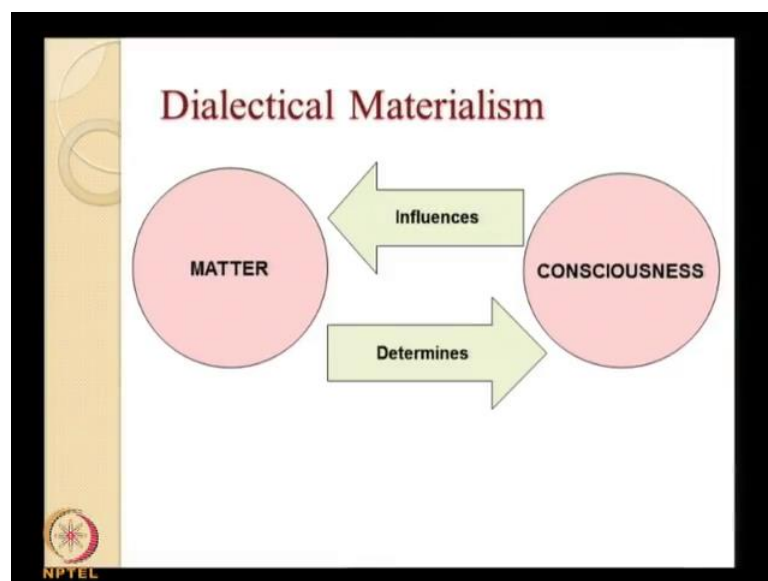 Dialectical Materialism
Influences
MATTER
CONSCIOUSNESS
Determines
NPTEL